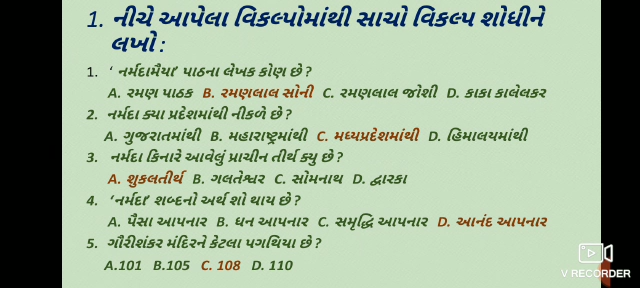 1. નીચે આપેલા વિકલ્પોમાંથી સાચો વિકલ્પ શોધીને
લખો :
1. ‘ નર્મદામૈયા’ પાઠના લેખક કોણ છે ?
A. રમણ પાઠક B. રમણલાલ સોની C. રમણલાલ જોશી D. કાકા કાલેલકર
2. નર્મદા ક્યા પ્રદેશમાંથી નીકળે છે ?
A. ગુજરાતમાંથી B. મહારાષ્ટ્રમાંથી C. મધ્યપ્રદેશમાંથી D. હિમાલયમાંથી
3. નર્મદા કિનારે આવેલું પ્રાચીન તીર્થ ક્યુ છે ?
A. શુકલતીર્થ B. ગલતેશ્વર C. સોમનાથ D. દ્વારકા
4. ‘નર્મદા’ શબ્દનો અર્થ શો થાય છે ?
A. પૈસા આપનાર B. ધન આપનાર C. સમૃદ્ધિ આપનાર D. આનંદ આપનાર
5. ગૌરીશંકર મંદિરને કેટલા પગથિયા છે ?
A.101 B.105 C. 108 D. 110
V RECORDER